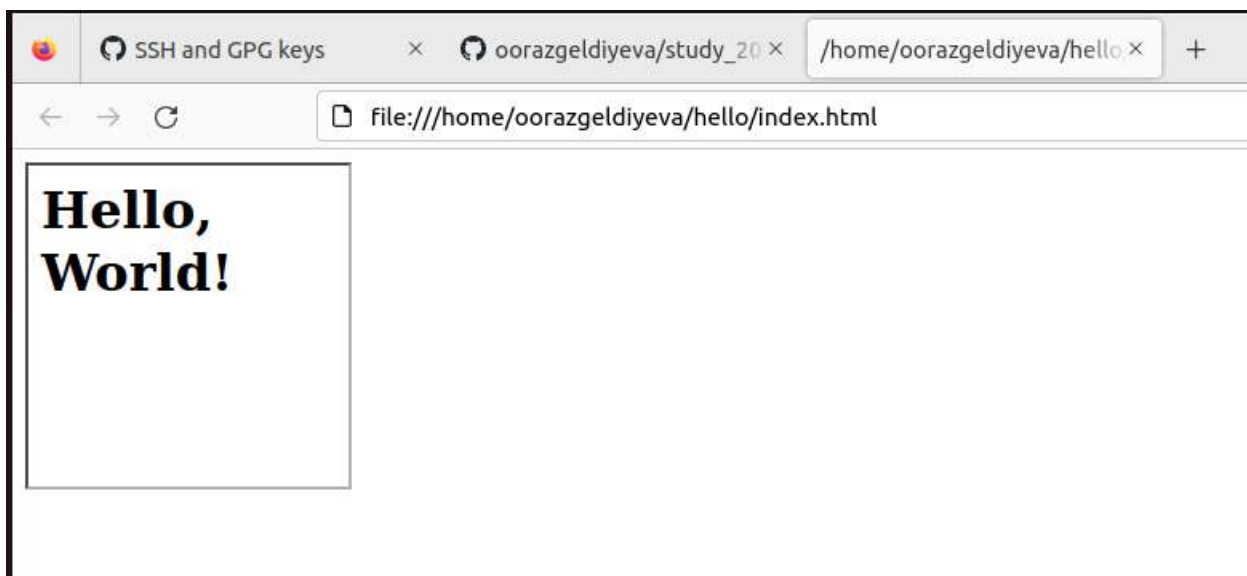 SSH and GPG keys
oorazgeldiyeva/study_20
/home/oorazgeldiyeva/hello
file:///home/oorazgeldiyeva/hello/index.html
Hello,
World!